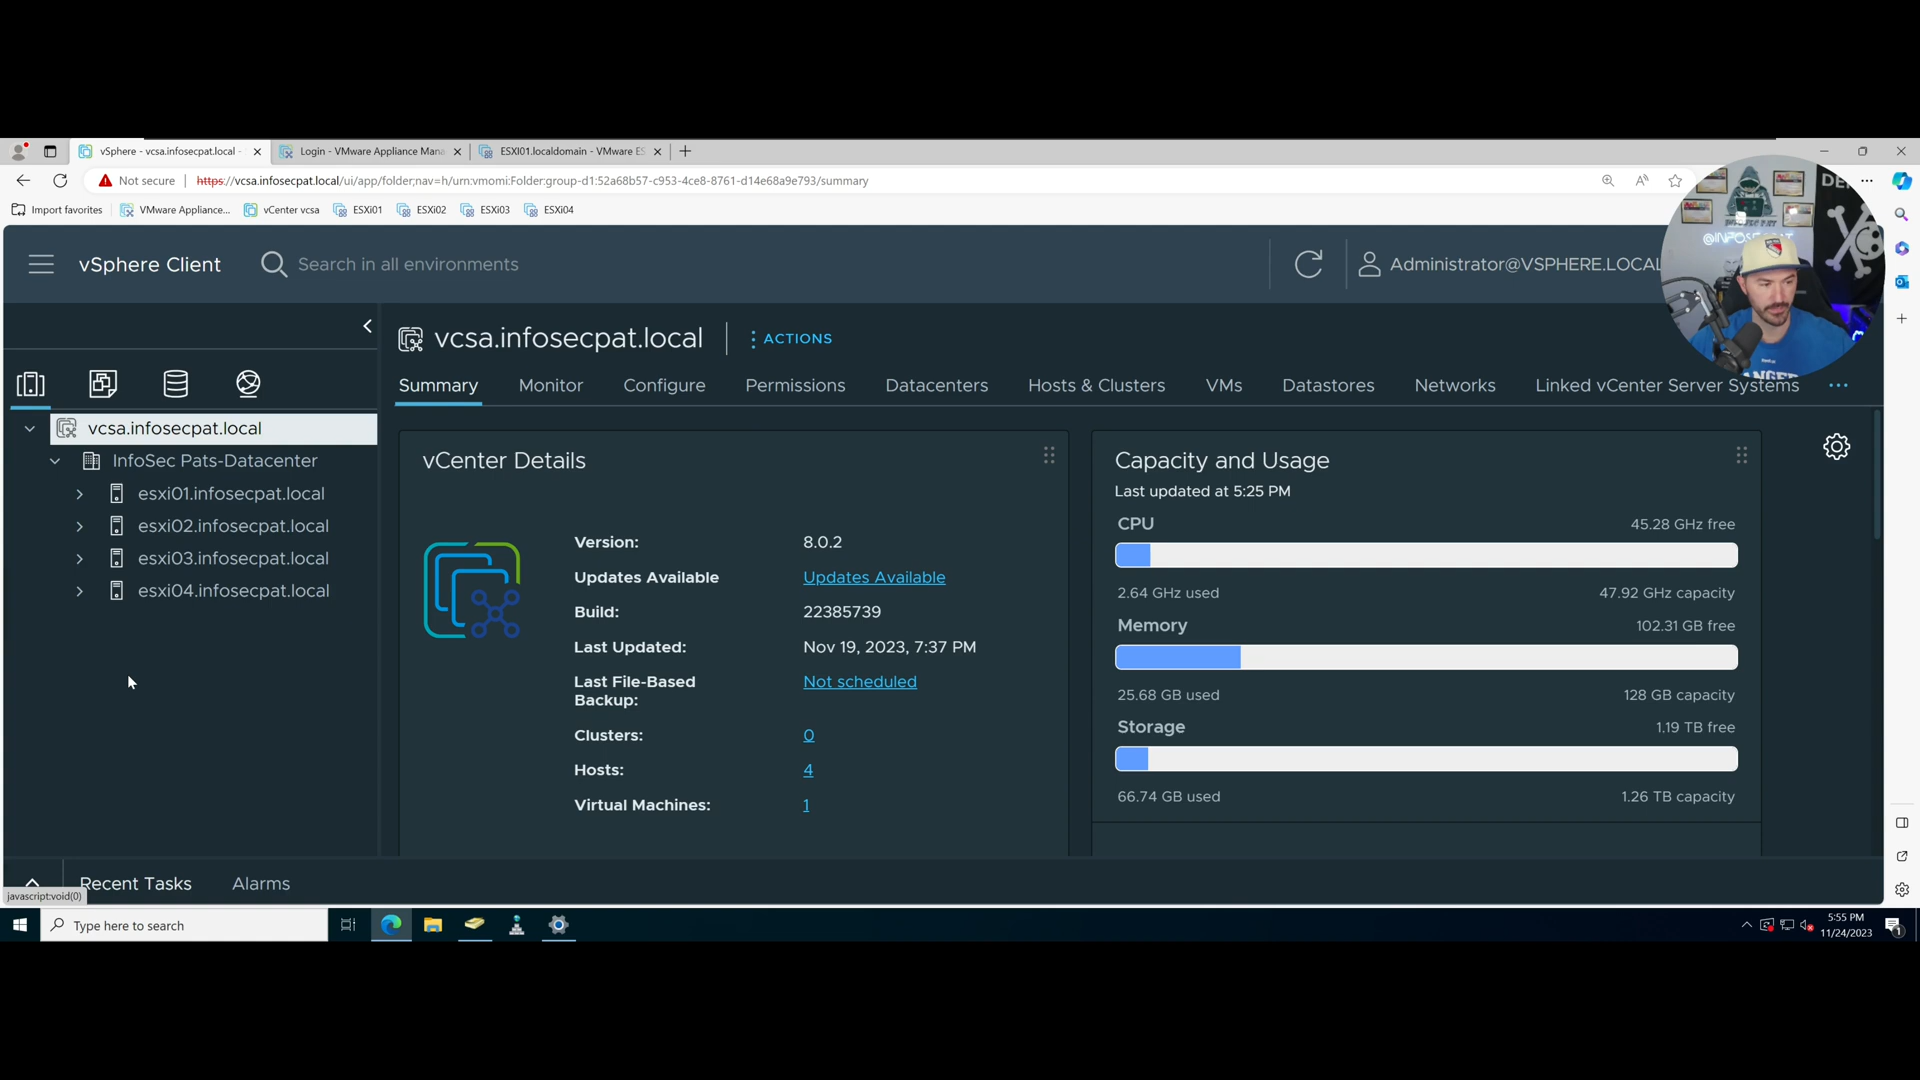 vSphere - vcsa.infosecpat.local -
Login - VMware Appliance Mana
ESXI01.localdomain - VMware ES
Not secure
https://vcsa.infosecpat.local/ui/app/folder;nav=h/urn:vmomi:Folder:group-d1:52a68b57-c953-4ce8-8761-d14e68a9e793/summary
Import favorites
VMware Appliance...
vCenter vcsa
ESXi01
ESXi02
ESXi03
ESXi04
vSphere Client
Search in all environments
Administrator@VSPHERE.LOCAL
vcsa.infosecpat.local
ACTIONS
Summary
Monitor
Configure
Permissions
Datacenters
Hosts & Clusters
VMs
Datastores
Networks
Linked vCenter Server Systems
vcsa.infosecpat.local
InfoSec Pats-Datacenter
esxi01.infosecpat.local
esxi02.infosecpat.local
esxi03.infosecpat.local
esxi04.infosecpat.local
vCenter Details
Version: 8.0.2
Updates Available Updates Available
Build: 22385739
Last Updated: Nov 19, 2023, 7:37 PM
Last File-Based Not scheduled
Backup:
Clusters: 0
Hosts: 4
Virtual Machines: 1
Capacity and Usage
Last updated at 5:25 PM
CPU 45.28 GHz free
2.64 GHz used 47.92 GHz capacity
Memory 102.31 GB free
25.68 GB used 128 GB capacity
Storage 1.19 TB free
66.74 GB used 1.26 TB capacity
Recent Tasks
Alarms
javascript:void(0)
Type here to search
5:55 PM
11/24/2023
1